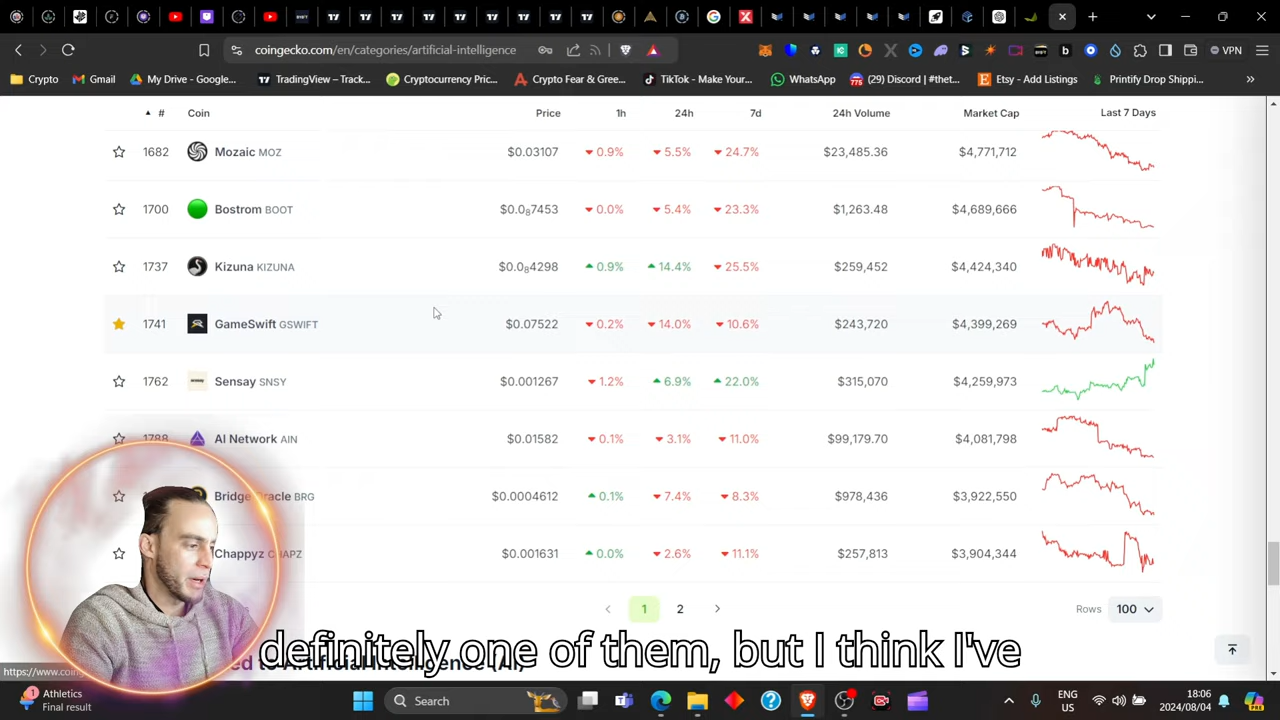 coingecko.com/en/categories/artificial-intelligence
VPN
Crypto
Gmail
My Drive - Google...
TradingView – Track...
Cryptocurrency Pric...
Crypto Fear & Gree...
TikTok - Make Your...
WhatsApp
(29) Discord | #thet...
Etsy - Add Listings
Printify Drop Shippi...
# Coin Price 1h 24h 7d 24h Volume Market Cap Last 7 Days
1682 Mozaic MOZ $0.03107 0.9% 5.5% 24.7% $23,485.36 $4,771,712
1700 Bostrom BOOT $0.0₈7453 0.0% 5.4% 23.3% $1,263.48 $4,689,666
1737 Kizuna KIZUNA $0.0₈4298 0.9% 14.4% 25.5% $259,452 $4,424,340
1741 GameSwift GSWIFT $0.07522 0.2% 14.0% 10.6% $243,720 $4,399,269
1762 Sensay SNSY $0.001267 1.2% 6.9% 22.0% $315,070 $4,259,973
1788 AI Network AIN $0.01582 0.1% 3.1% 11.0% $99,179.70 $4,081,798
Bridge Oracle BRG $0.0004612 0.1% 7.4% 8.3% $978,436 $3,922,550
Chappyz CHAPZ $0.001631 0.0% 2.6% 11.1% $257,813 $3,904,344
1 2 Rows 100
definitely one of them, but I think I've
to Artificial Intelligence (AI)
https://www.coin
Athletics
Final result
Search
ENG
US
18:06
2024/08/04